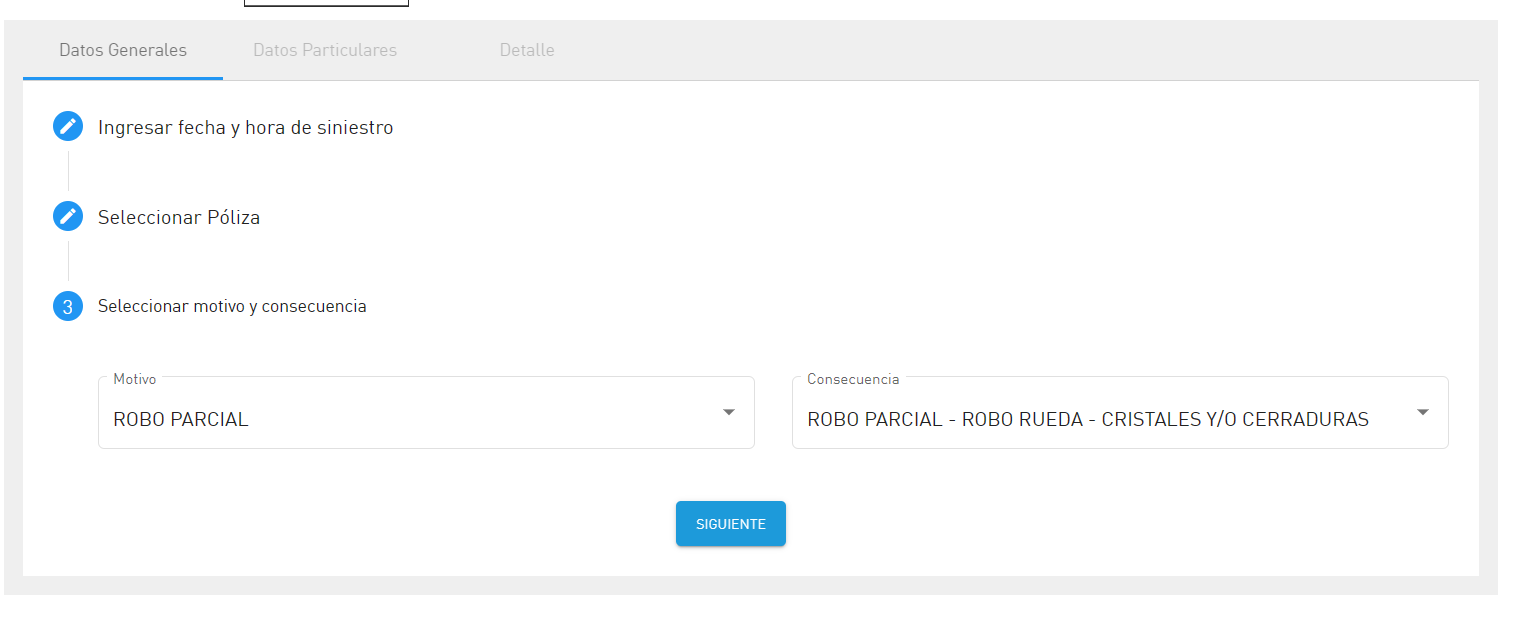 Datos Generales Datos Particulares Detalle
Ingresar fecha y hora de siniestro
Seleccionar Póliza
3 Seleccionar motivo y consecuencia
Motivo Consecuencia
ROBO PARCIAL ROBO PARCIAL - ROBO RUEDA - CRISTALES Y/O CERRADURAS
SIGUIENTE